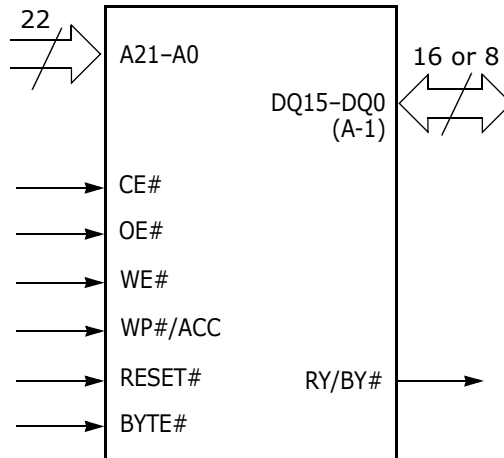 22
A21–A0
16 or 8
DQ15–DQ0
(A-1)
CE#
OE#
WE#
WP#/ACC
RESET#
RY/BY#
BYTE#